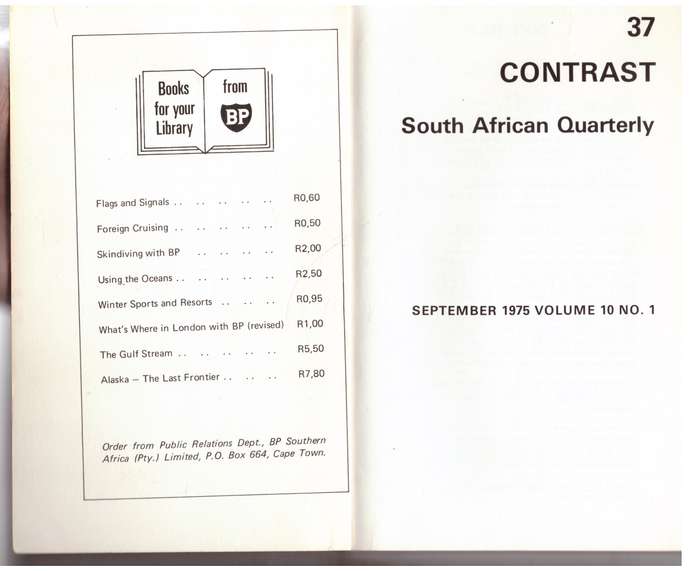 Books from
for your BP
Library
Flags and Signals . . . . . . . . . . R0,60
Foreign Cruising . . . . . . . . . . R0,50
Skindiving with BP . . . . . . . . R2,00
Using the Oceans . . . . . . . . . . R2,50
Winter Sports and Resorts . . . . . . R0,95
What's Where in London with BP (revised) R1,00
The Gulf Stream . . . . . . . . . . R5,50
Alaska – The Last Frontier . . . . . . R7,80
Order from Public Relations Dept., BP Southern
Africa (Pty.) Limited, P.O. Box 664, Cape Town.
37
CONTRAST
South African Quarterly
SEPTEMBER 1975 VOLUME 10 NO. 1